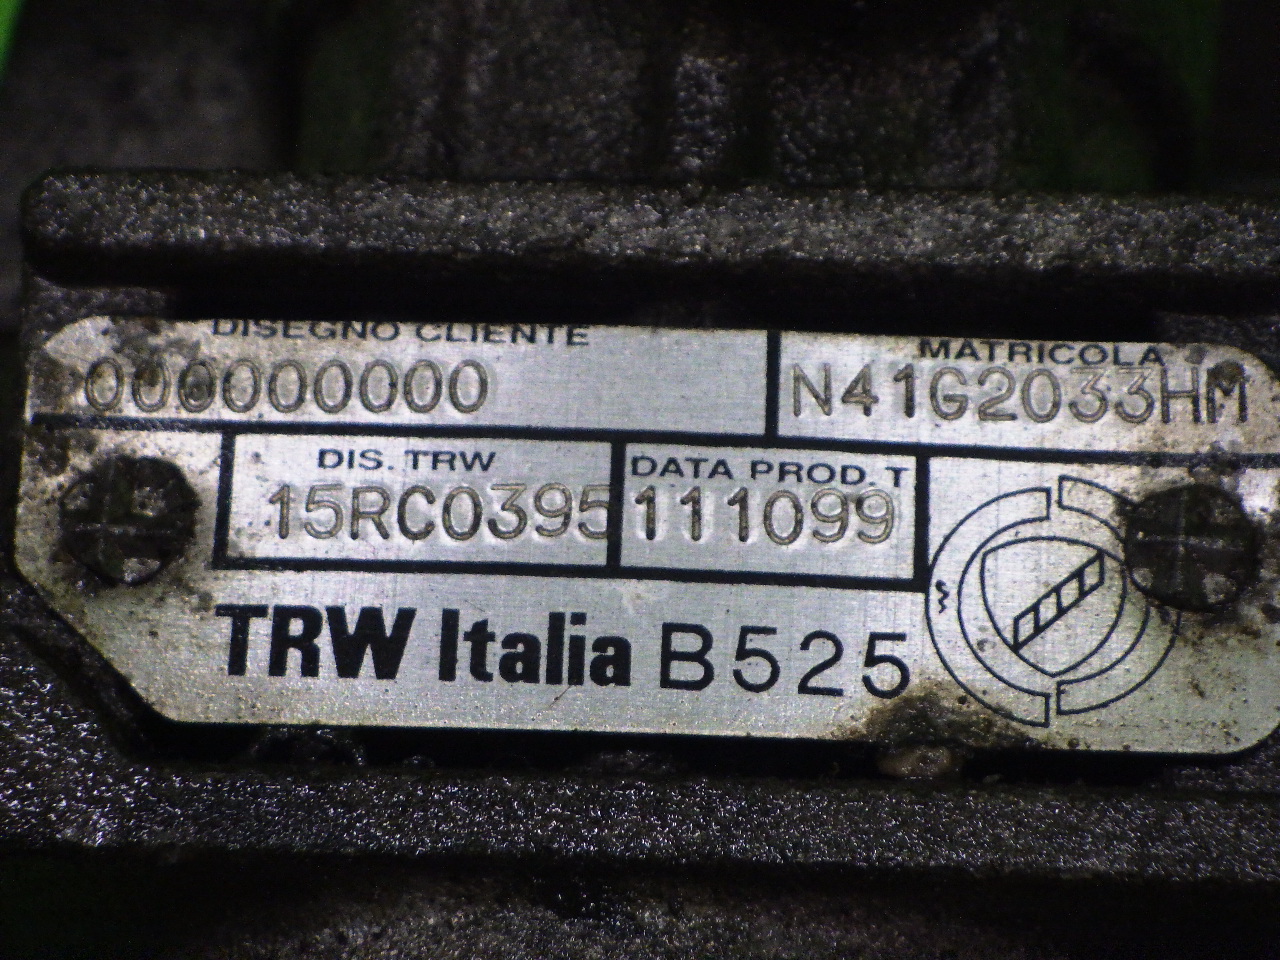 DISEGNO CLIENTE MATRICOLA
000000000 N41G2033HM
DIS. TRW DATA PROD. T
15RC0395 111099
TRW Italia B525